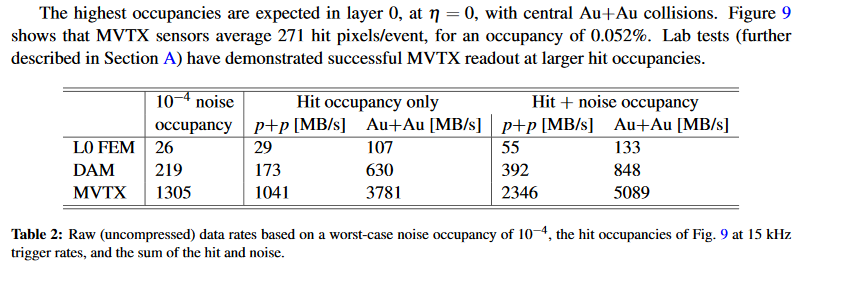 The highest occupancies are expected in layer 0, at η = 0, with central Au+Au collisions. Figure 9
shows that MVTX sensors average 271 hit pixels/event, for an occupancy of 0.052%. Lab tests (further
described in Section A) have demonstrated successful MVTX readout at larger hit occupancies.
10⁻⁴ noise Hit occupancy only Hit + noise occupancy
occupancy p+p [MB/s] Au+Au [MB/s] p+p [MB/s] Au+Au [MB/s]
L0 FEM 26 29 107 55 133
DAM 219 173 630 392 848
MVTX 1305 1041 3781 2346 5089
Table 2: Raw (uncompressed) data rates based on a worst-case noise occupancy of 10⁻⁴, the hit occupancies of Fig. 9 at 15 kHz
trigger rates, and the sum of the hit and noise.